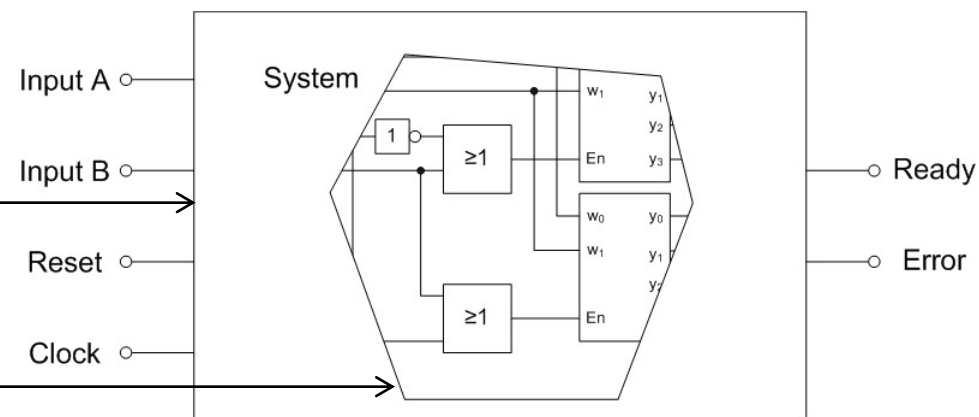 Input A
System
w₁
y₁
y₂
1
≥1
En
y₃
Input B
Ready
w₀
y₀
w₁
y₁
Reset
Error
y₂
≥1
En
Clock